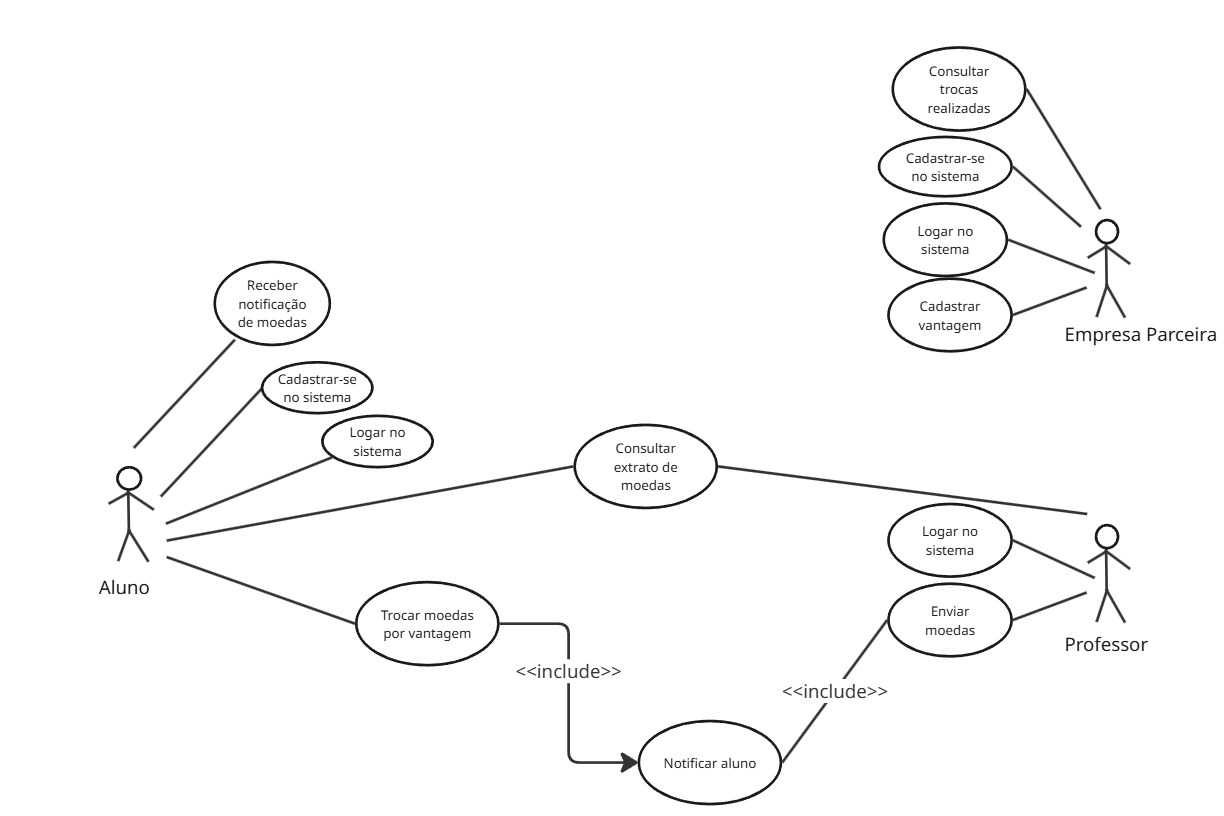 Consultar
trocas
realizadas
Cadastrar-se
no sistema
Logar no
sistema
Cadastrar
vantagem
Empresa Parceira
Receber
notificação
de moedas
Cadastrar-se
no sistema
Logar no
sistema
Consultar
extrato de
moedas
Aluno
Logar no
sistema
Enviar
moedas
Professor
Trocar moedas
por vantagem
<<include>>
<<include>>
Notificar aluno